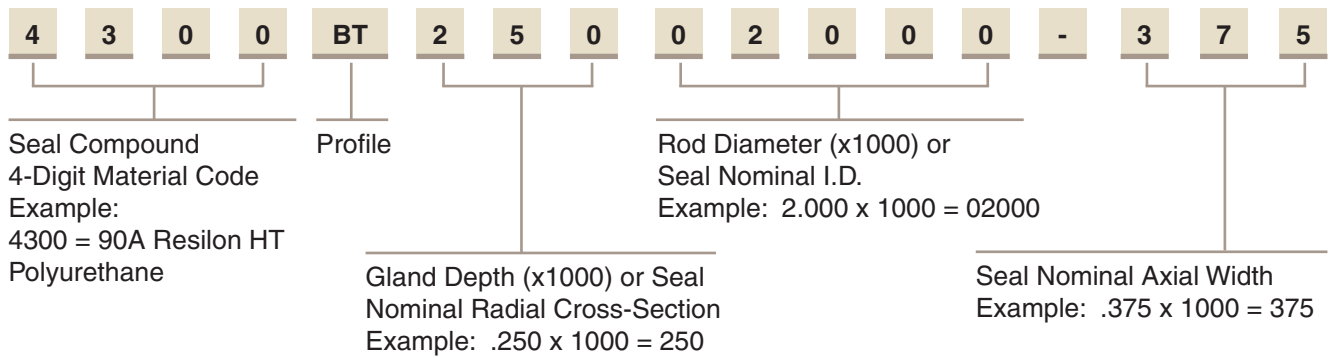 4 3 0 0 BT 2 5 0 0 2 0 0 0 - 3 7 5
Seal Compound
4-Digit Material Code
Example:
4300 = 90A Resilon HT
Polyurethane
Profile
Gland Depth (x1000) or Seal
Nominal Radial Cross-Section
Example: .250 x 1000 = 250
Rod Diameter (x1000) or
Seal Nominal I.D.
Example: 2.000 x 1000 = 02000
Seal Nominal Axial Width
Example: .375 x 1000 = 375